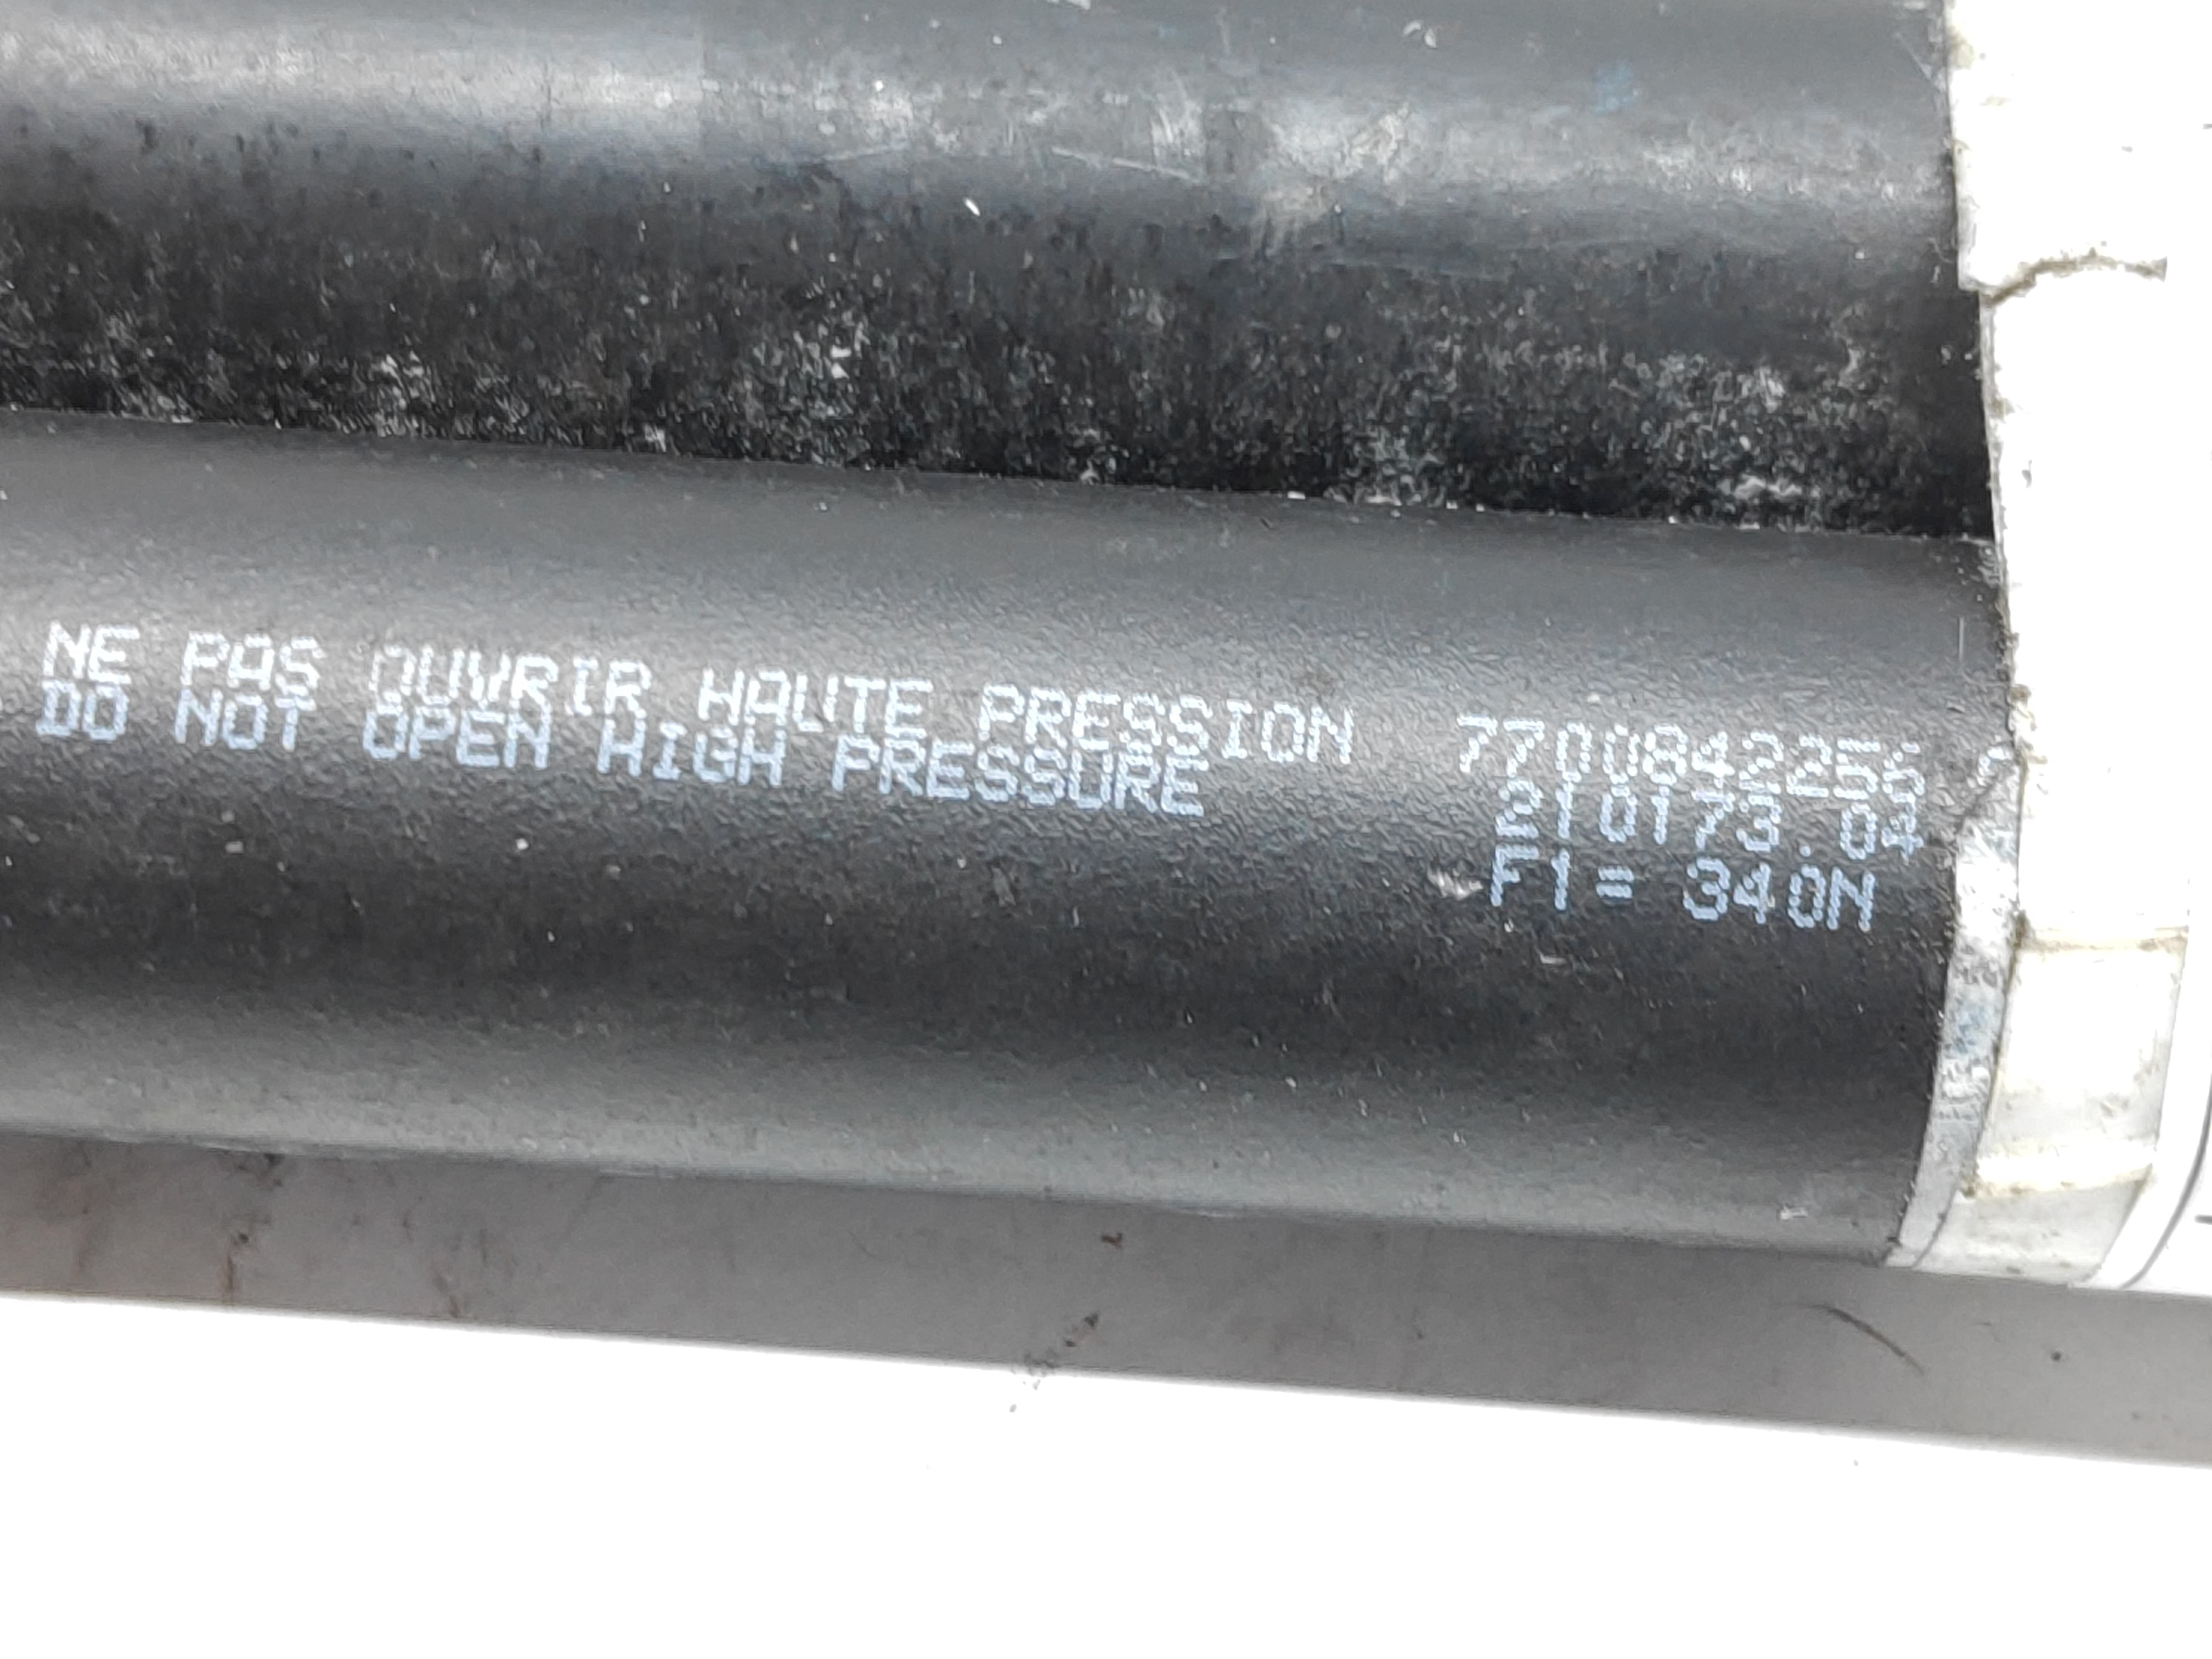 NE PAS OUVRIR HAUTE PRESSION 7700842256
DO NOT OPEN HIGH PRESSURE 210173.04
F1= 340N